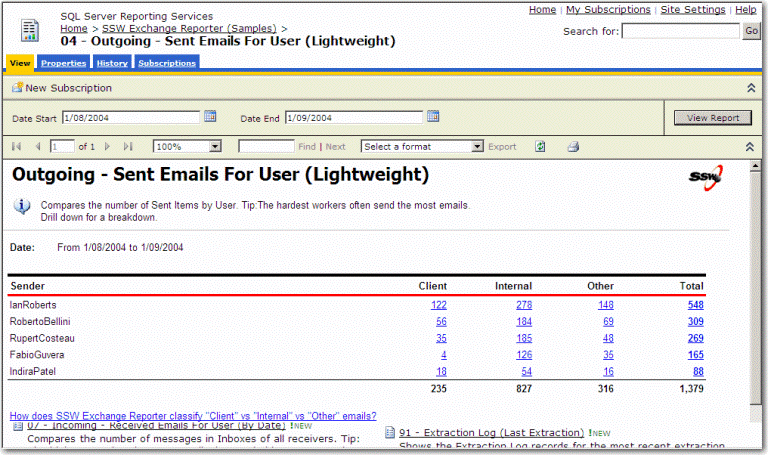 SQL Server Reporting Services
Home | My Subscriptions | Site Settings | Help
Home > SSW Exchange Reporter (Samples) >
04 - Outgoing - Sent Emails For User (Lightweight)
Search for: Go
View Properties History Subscriptions
New Subscription
Date Start 1/08/2004 Date End 1/09/2004 View Report
1 of 1 100% Find | Next Select a format Export
Outgoing - Sent Emails For User (Lightweight)
SSW
Compares the number of Sent Items by User. Tip:The hardest workers often send the most emails.
Drill down for a breakdown.
Date: From 1/08/2004 to 1/09/2004
Sender Client Internal Other Total
IanRoberts 122 278 148 548
RobertoBellini 56 184 69 309
RupertCosteau 35 185 48 269
FabioGuvera 4 126 35 165
IndiraPatel 18 54 16 88
235 827 316 1,379
How does SSW Exchange Reporter classify "Client" vs "Internal" vs "Other" emails?
07 - Incoming - Received Emails For User (By Date) !NEW
91 - Extraction Log (Last Extraction) !NEW
Compares the number of messages in Inboxes of all receivers. Tip:
Shows the Extraction Log records for the most recent extraction